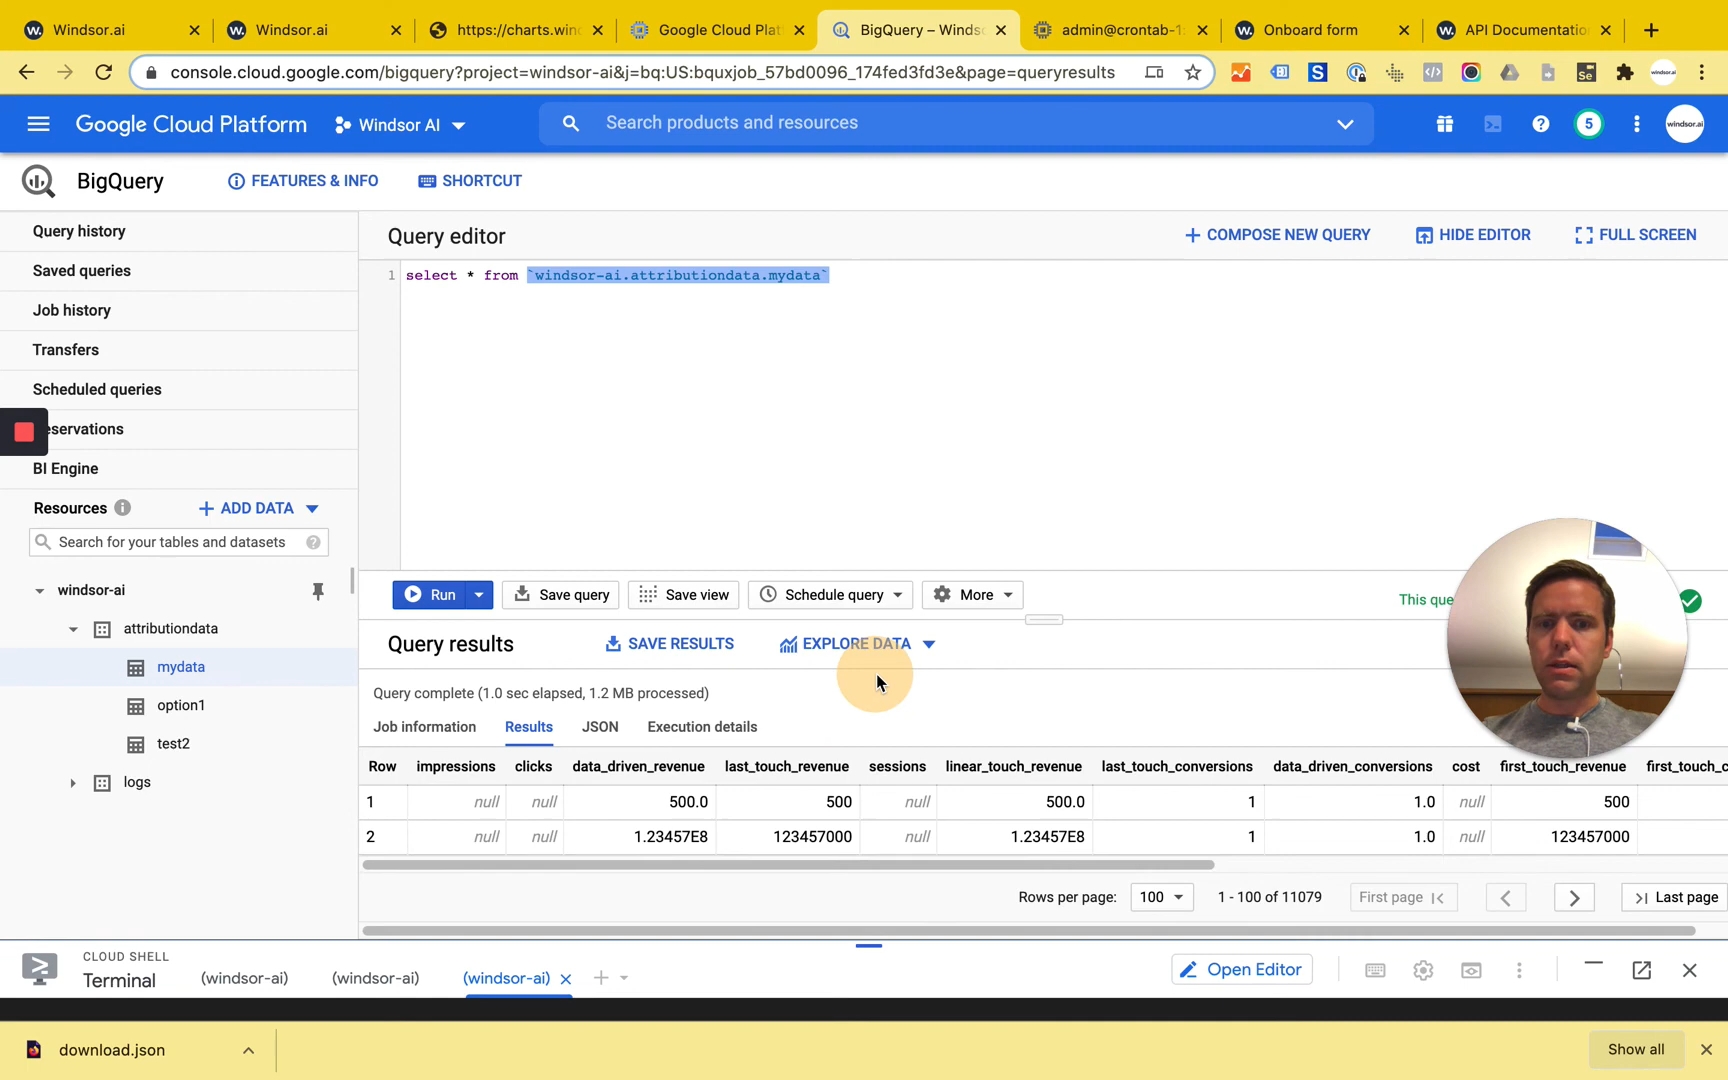 Windsor.ai
Windsor.ai
https://charts.win
Google Cloud Plat
BigQuery – Winds
admin@crontab-1
Onboard form
API Documentatio
console.cloud.google.com/bigquery?project=windsor-ai&j=bq:US:bquxjob_57bd0096_174fed3fd3e&page=queryresults
Google Cloud Platform
Windsor AI
Search products and resources
5
windsor.ai
BigQuery
FEATURES & INFO
SHORTCUT
Query history
Saved queries
Job history
Transfers
Scheduled queries
eservations
BI Engine
Resources
+ ADD DATA
Search for your tables and datasets
windsor-ai
attributiondata
mydata
option1
test2
logs
Query editor
+ COMPOSE NEW QUERY
HIDE EDITOR
FULL SCREEN
1 select * from `windsor-ai.attributiondata.mydata`
Run
Save query
Save view
Schedule query
More
This que
Query results
SAVE RESULTS
EXPLORE DATA
Query complete (1.0 sec elapsed, 1.2 MB processed)
Job information
Results
JSON
Execution details
Row impressions clicks data_driven_revenue last_touch_revenue sessions linear_touch_revenue last_touch_conversions data_driven_conversions cost first_touch_revenue first_touch_c
1 null null 500.0 500 null 500.0 1 1.0 null 500
2 null null 1.23457E8 123457000 null 1.23457E8 1 1.0 null 123457000
Rows per page: 100 1 - 100 of 11079 First page Last page
CLOUD SHELL
Terminal
(windsor-ai)
(windsor-ai)
(windsor-ai)
Open Editor
download.json
Show all